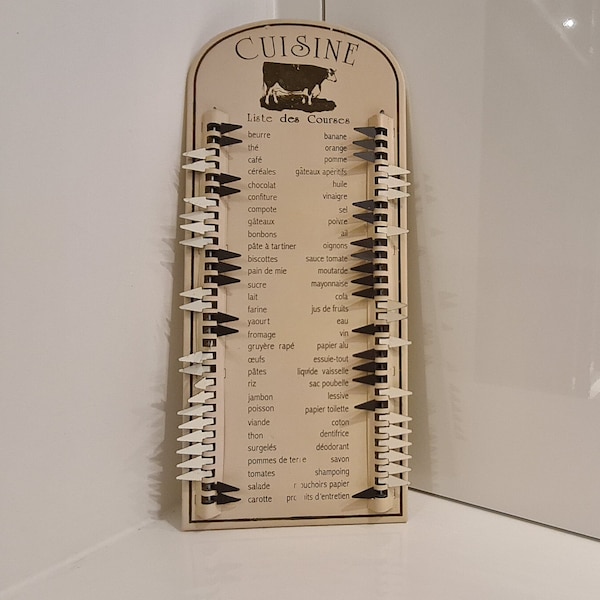 CUISINE
Liste des Courses
beurre banane
thé orange
café pomme
céréales gâteaux apéritifs
chocolat huile
confiture vinaigre
compote sel
gâteaux poivre
bonbons ail
pâte à tartiner oignons
biscottes sauce tomate
pain de mie moutarde
sucre mayonnaise
lait cola
farine jus de fruits
yaourt eau
fromage vin
gruyère rapé papier alu
œufs essuie-tout
pâtes liquide vaisselle
riz sac poubelle
jambon lessive
poisson papier toilette
viande coton
thon dentifrice
surgelés déodorant
pommes de terre savon
tomates shampoing
salade mouchoirs papier
carotte produits d'entretien